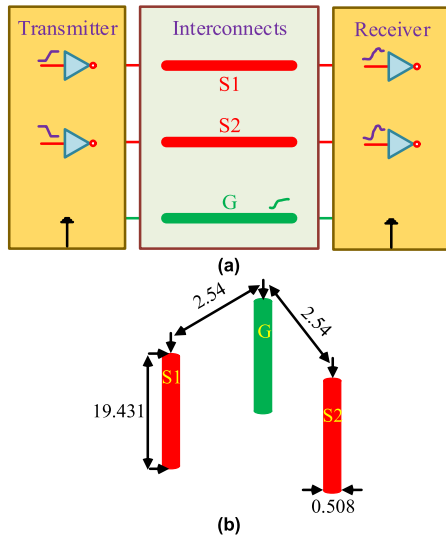 Transmitter Interconnects Receiver
S1
S2
G
(a)
2.54
2.54
G
S1
S2
19.431
0.508
(b)